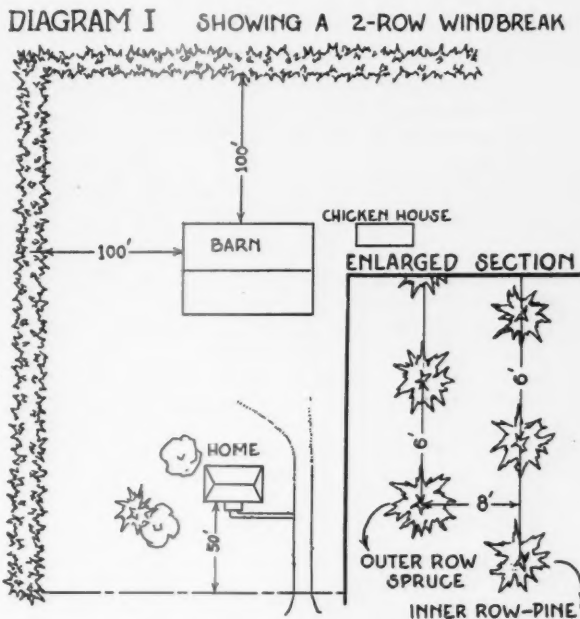 DIAGRAM I SHOWING A 2-ROW WINDBREAK
100'
100'
BARN
CHICKEN HOUSE
ENLARGED SECTION
HOME
50'
6'
6'
8'
OUTER ROW
SPRUCE
INNER ROW-PINE